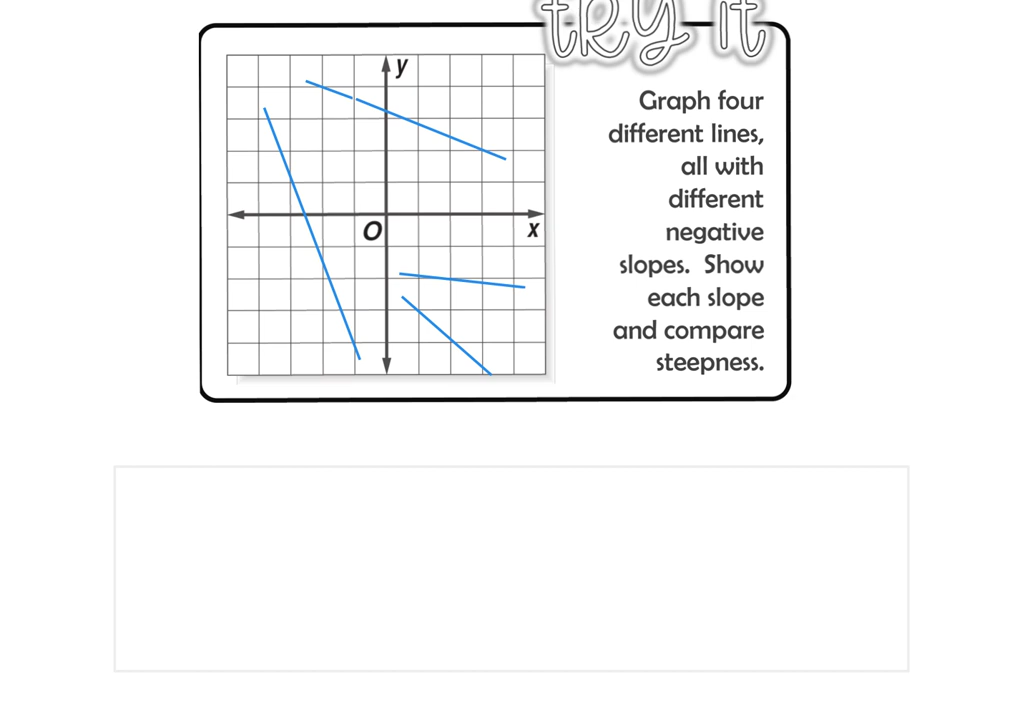 try it
y
O
x
Graph four
different lines,
all with
different
negative
slopes. Show
each slope
and compare
steepness.